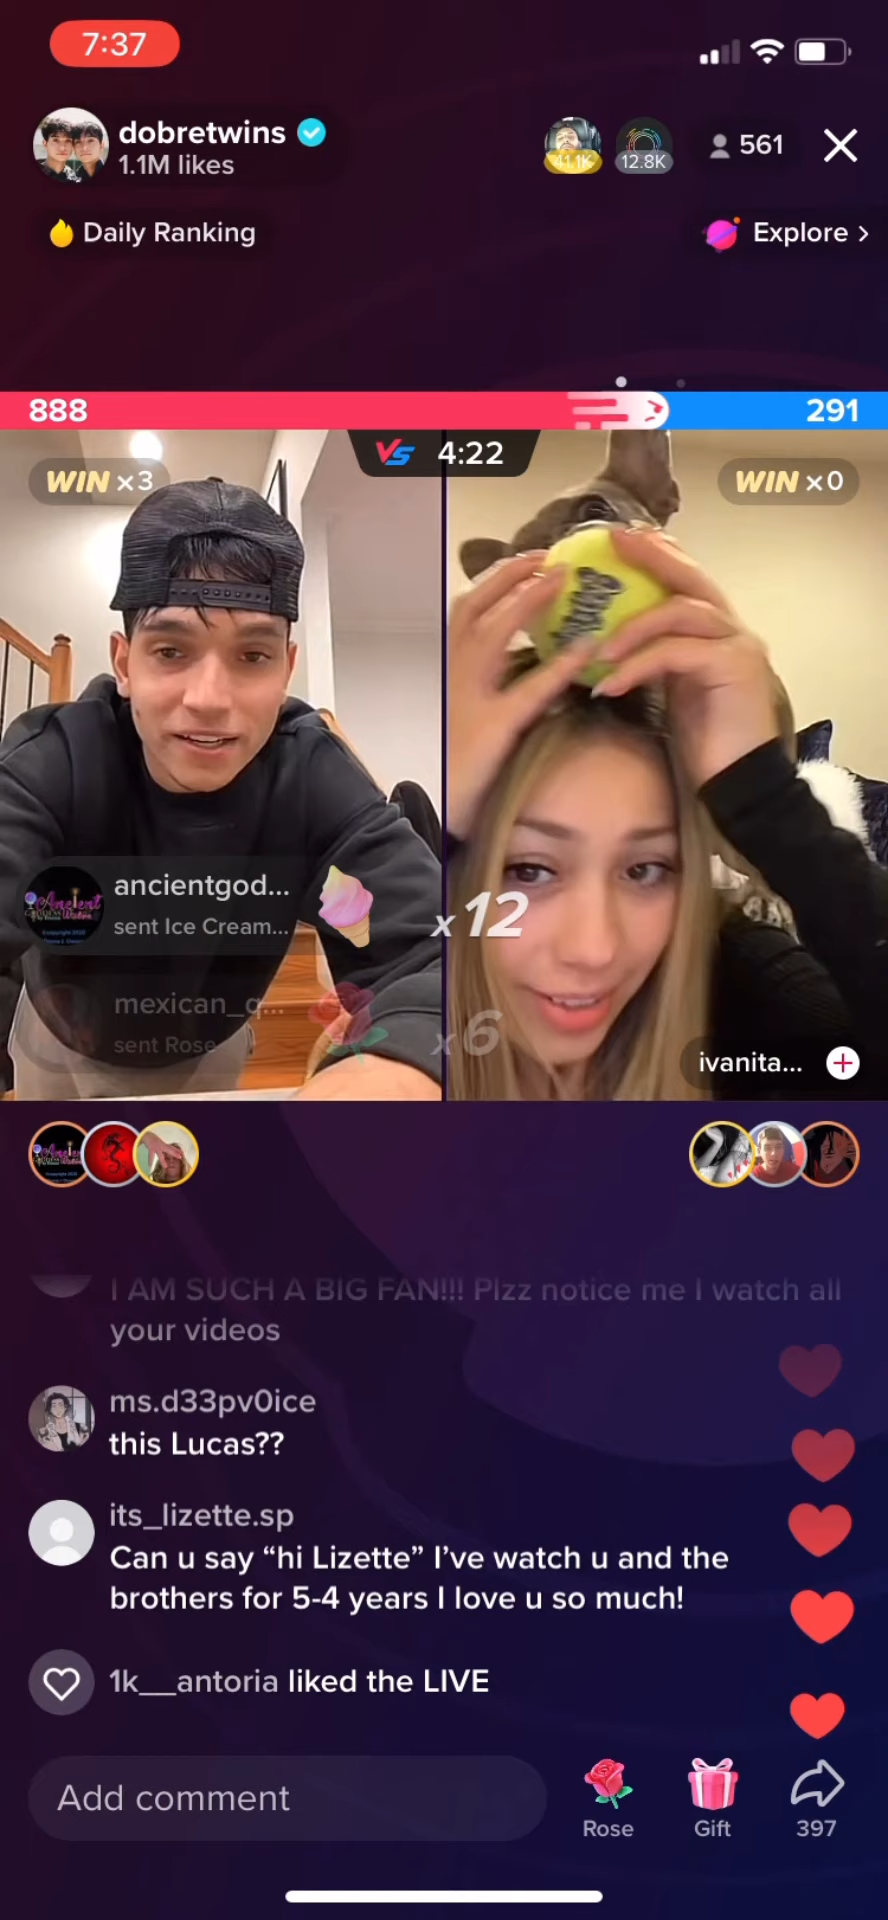 7:37
dobretwins
1.1M likes
41.1K
12.8K
561
Daily Ranking
Explore >
888
291
WIN x3
VS 4:22
WIN x0
ancientgod...
sent Ice Cream...
x12
mexican_q...
sent Rose
x6
ivanita...
I AM SUCH A BIG FAN!!! Plzz notice me I watch all
your videos
ms.d33pv0ice
this Lucas??
its_lizette.sp
Can u say “hi Lizette” I’ve watch u and the
brothers for 5-4 years I love u so much!
1k__antoria liked the LIVE
Add comment
Rose
Gift
397